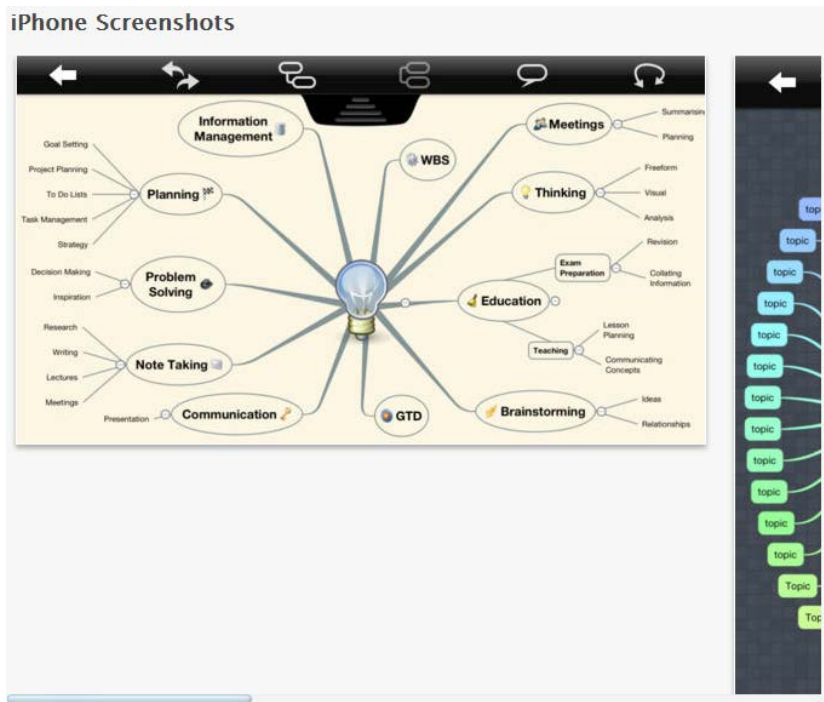 iPhone Screenshots
Information
Management
WBS
Meetings
Summarising
Planning
Goal Setting
Project Planning
To Do Lists
Task Management
Strategy
Planning
Thinking
Freeform
Visual
Analysis
Decision Making
Inspiration
Problem
Solving
Education
Exam
Preparation
Revision
Collating
Information
Teaching
Lesson
Planning
Communicating
Concepts
Research
Writing
Lectures
Meetings
Note Taking
Presentation
Communication
GTD
Brainstorming
Ideas
Relationships
top
topic
topic
topic
topic
topic
topic
topic
topic
topic
topic
topic
Topic
Top